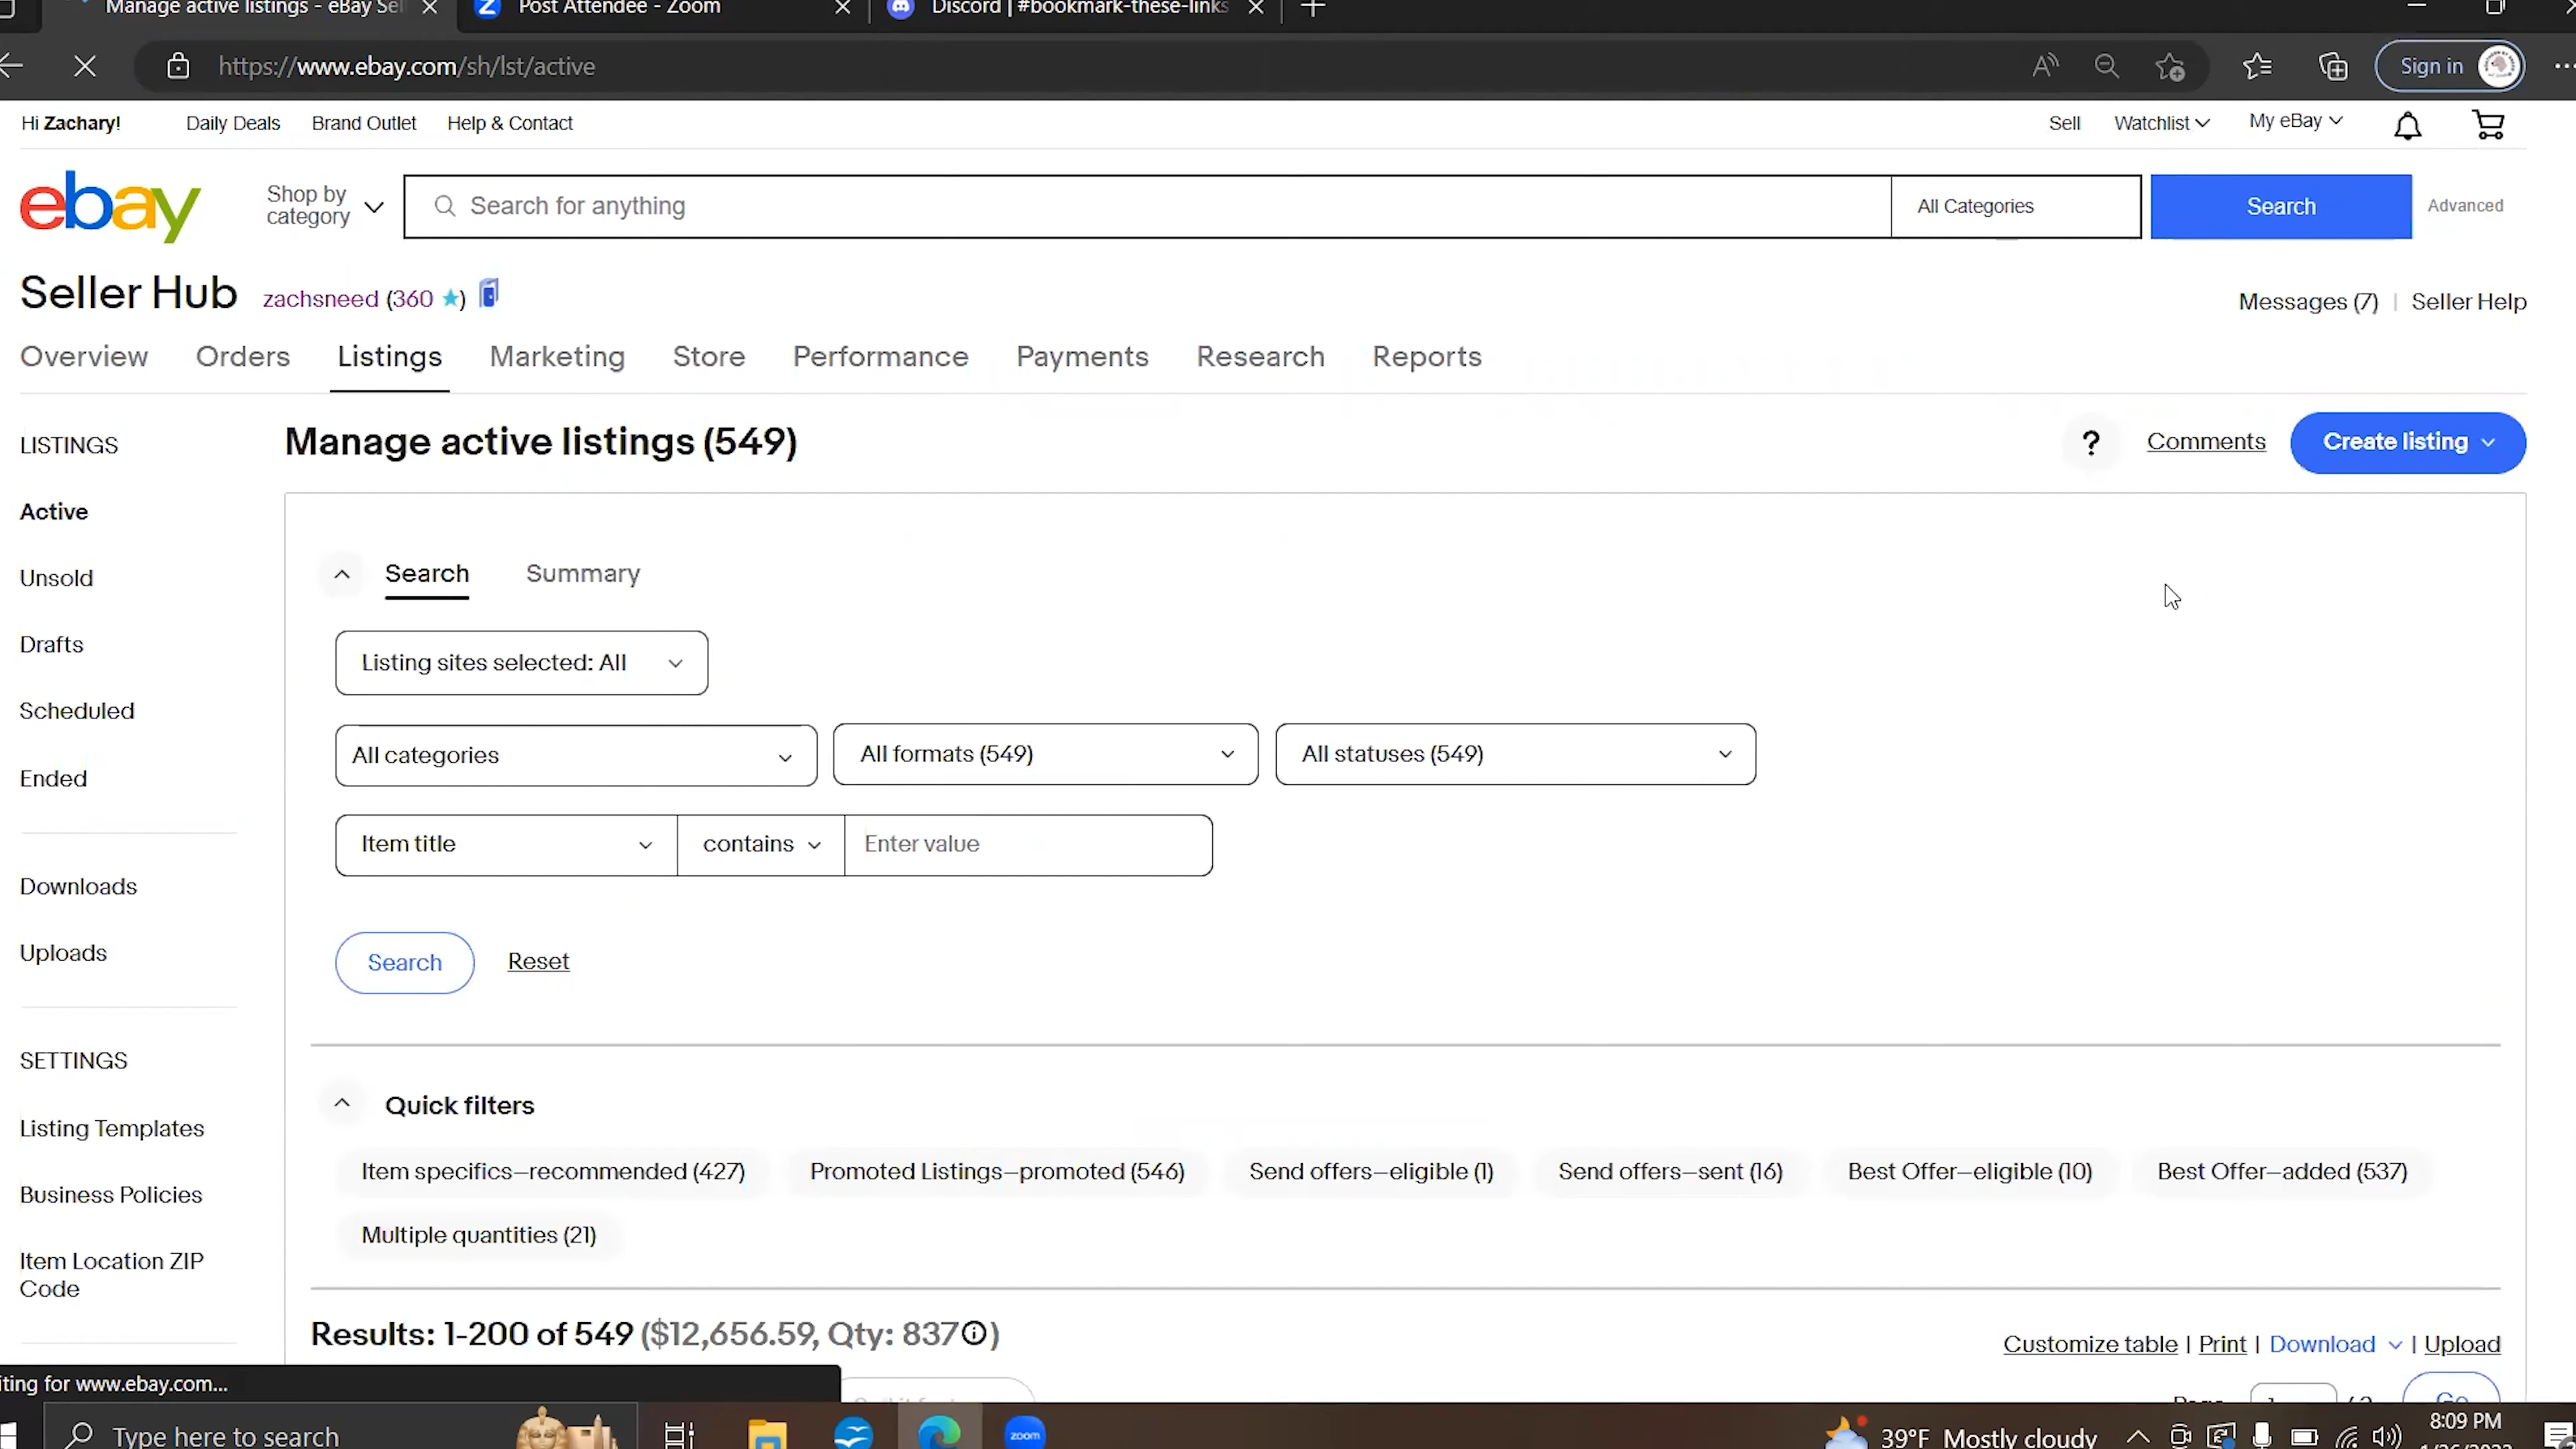 Manage active listings - eBay Sel
Post Attendee - Zoom
Discord | #bookmark-these-links
https://www.ebay.com/sh/lst/active
Sign in
Hi Zachary!
Daily Deals
Brand Outlet
Help & Contact
Sell
Watchlist
My eBay
ebay
Shop by category
Search for anything
All Categories
Search
Advanced
Seller Hub
zachsneed (360 ★)
Messages (7) | Seller Help
Overview
Orders
Listings
Marketing
Store
Performance
Payments
Research
Reports
LISTINGS
Active
Unsold
Drafts
Scheduled
Ended
Downloads
Uploads
SETTINGS
Listing Templates
Business Policies
Item Location ZIP
Code
Manage active listings (549)
?
Comments
Create listing
Search
Summary
Listing sites selected: All
All categories
All formats (549)
All statuses (549)
Item title
contains
Enter value
Search
Reset
Quick filters
Item specifics–recommended (427)
Promoted Listings–promoted (546)
Send offers–eligible (1)
Send offers–sent (16)
Best Offer–eligible (10)
Best Offer–added (537)
Multiple quantities (21)
Results: 1-200 of 549 ($12,656.59, Qty: 837)
Customize table | Print | Download | Upload
iting for www.ebay.com...
Type here to search
zoom
39°F Mostly cloudy
8:09 PM